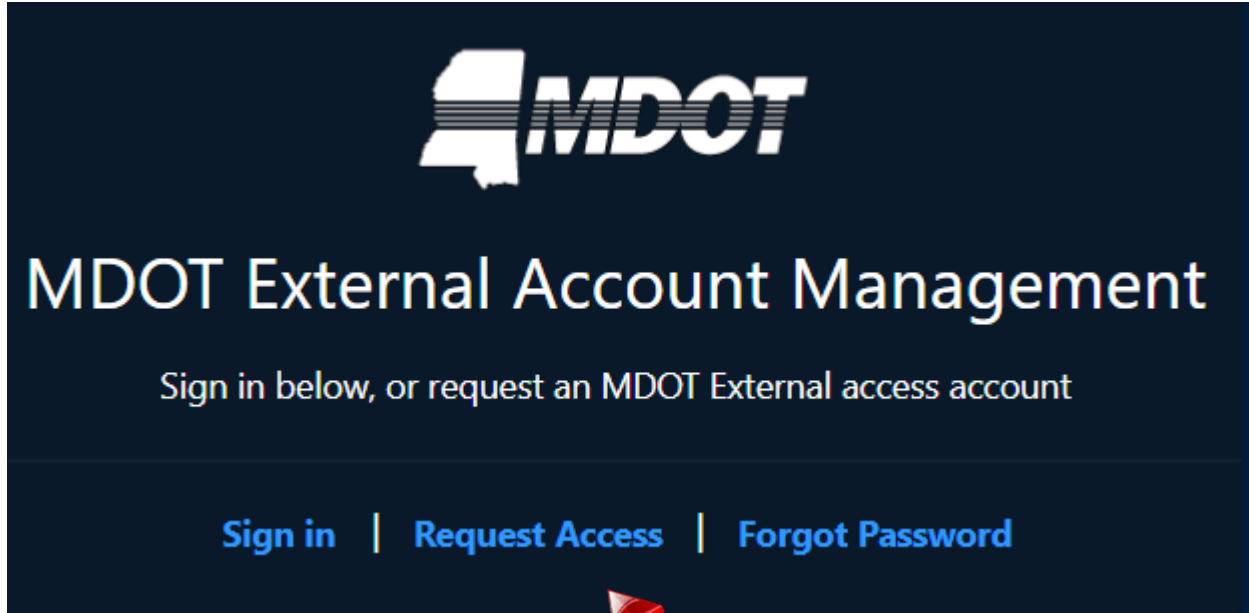 MDOT
MDOT External Account Management
Sign in below, or request an MDOT External access account
Sign in | Request Access | Forgot Password